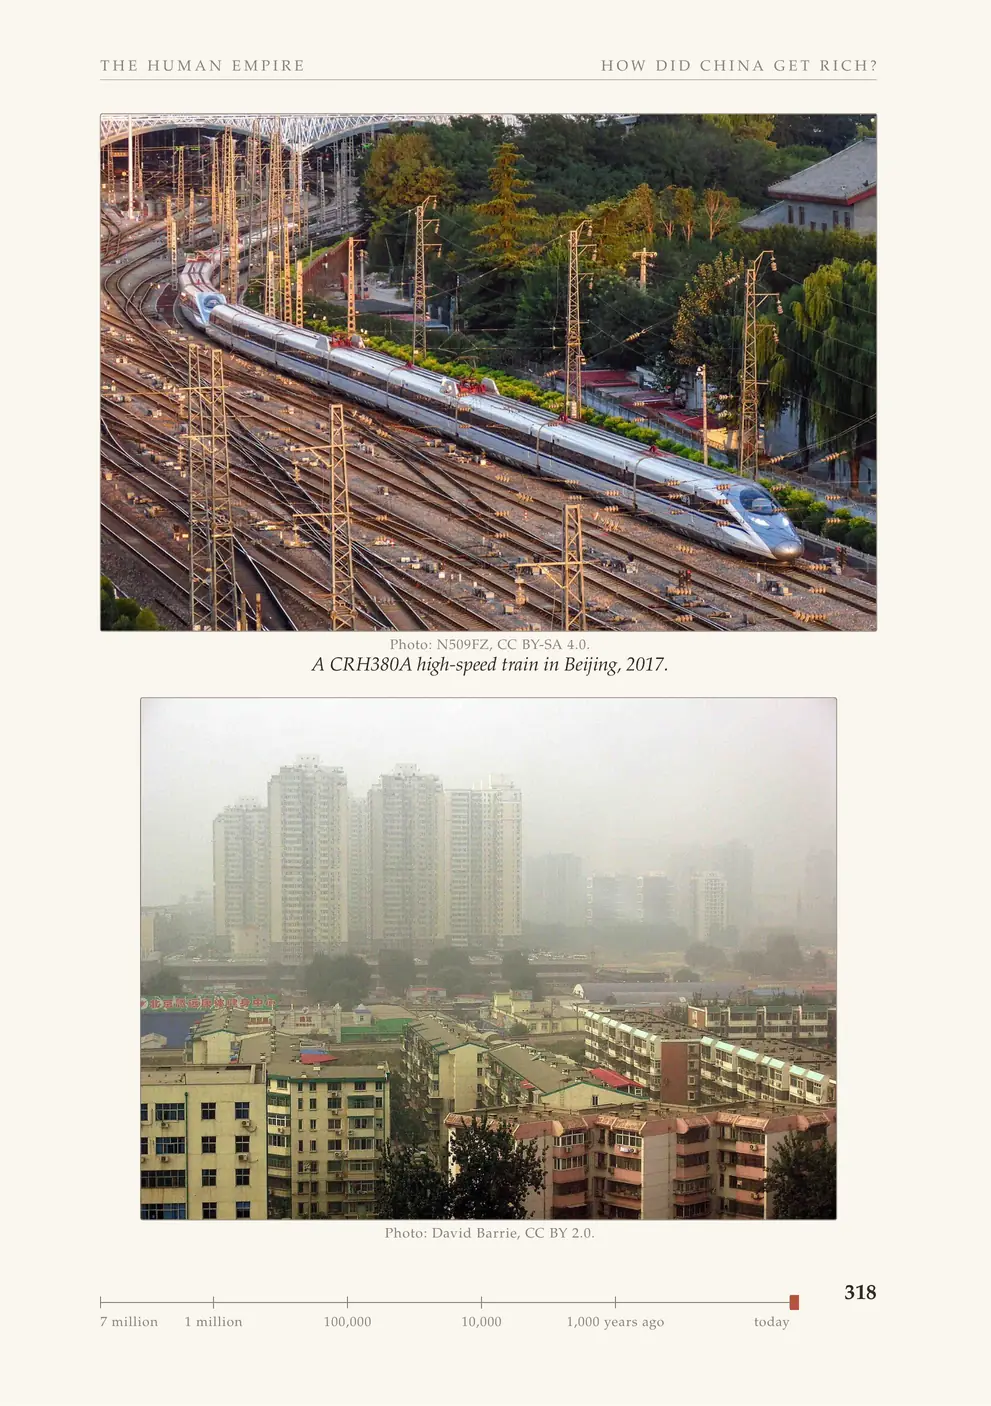 THE HUMAN EMPIRE
HOW DID CHINA GET RICH?
Photo: N509FZ, CC BY-SA 4.0.
A CRH380A high-speed train in Beijing, 2017.
Photo: David Barrie, CC BY 2.0.
318
7 million
1 million
100,000
10,000
1,000 years ago
today